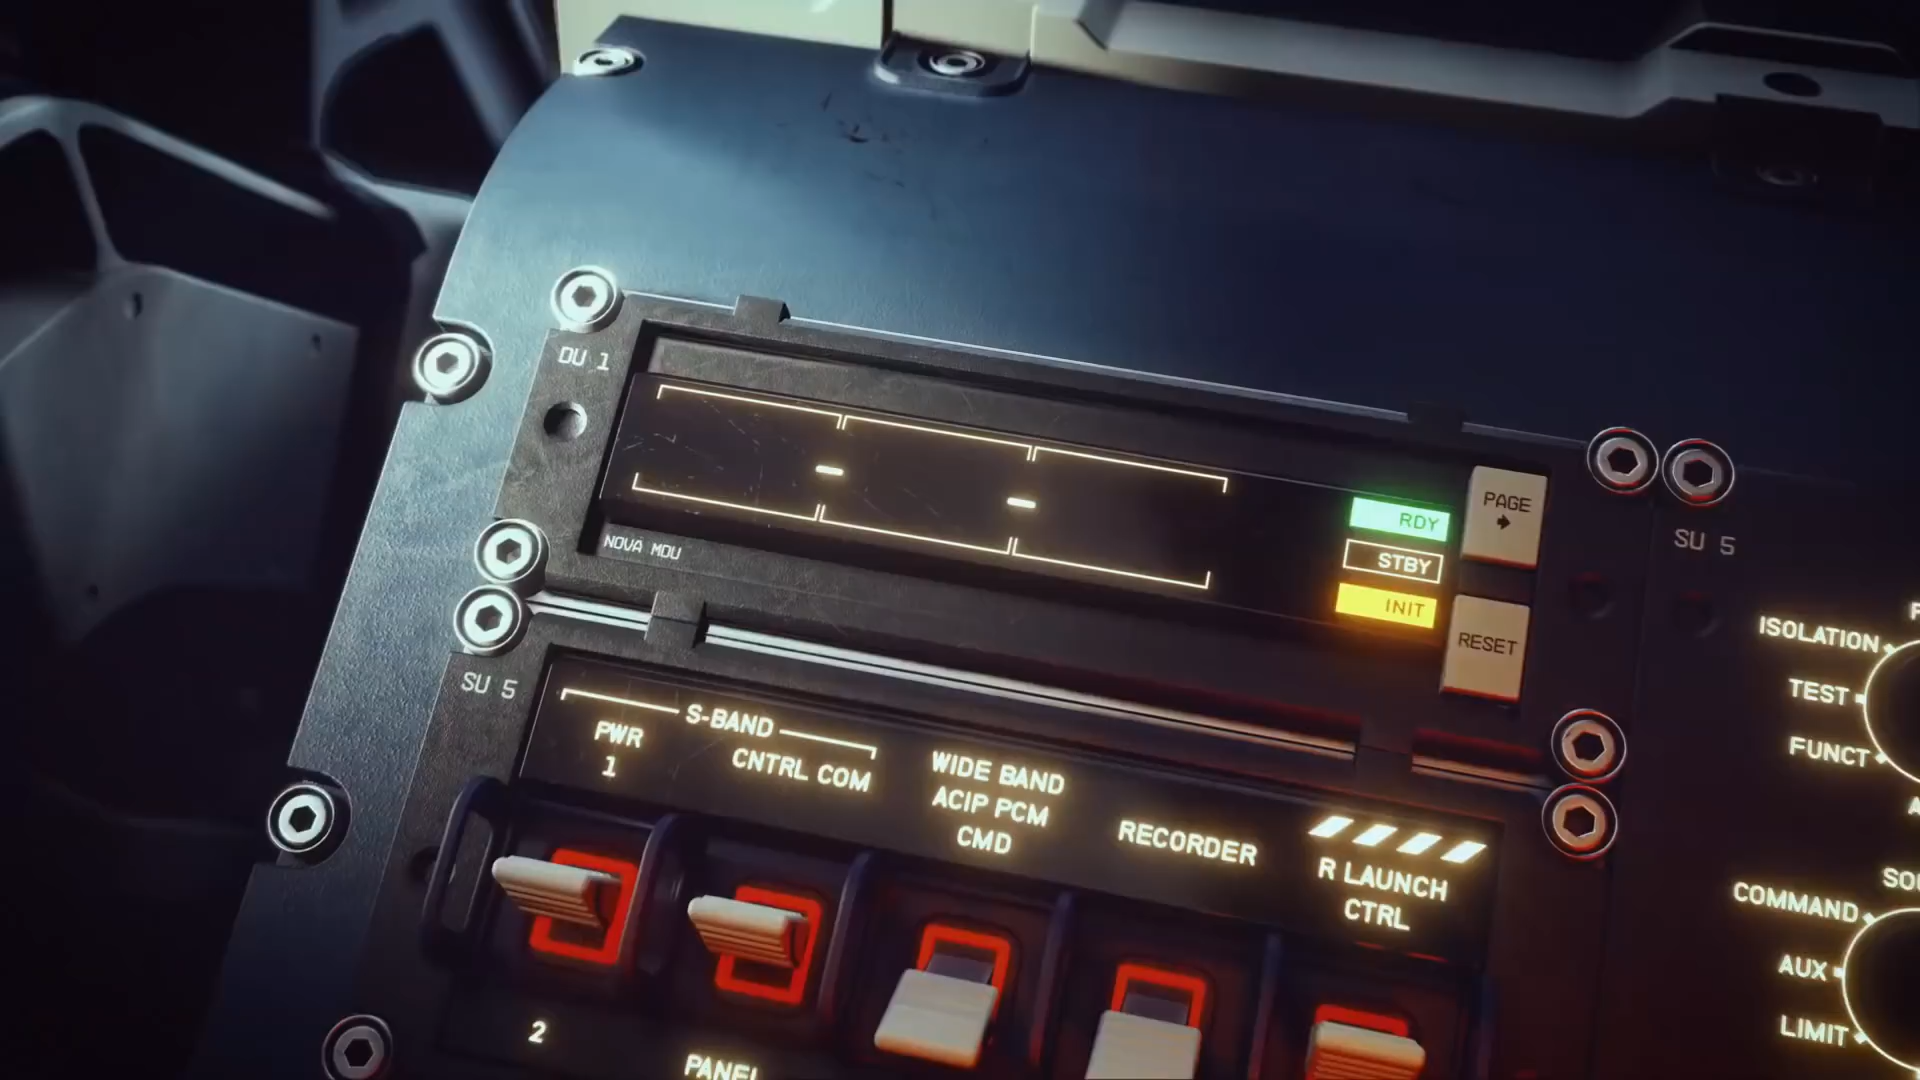 DU 1
PAGE
RDY
STBY
INIT
RESET
NOVA MDU
SU 5
SU 5
S-BAND
PWR
1
CNTRL COM
WIDE BAND
ACIP PCM
CMD
RECORDER
R LAUNCH
CTRL
2
PANEL
ISOLATION
TEST
FUNCT
COMMAND
AUX
LIMIT